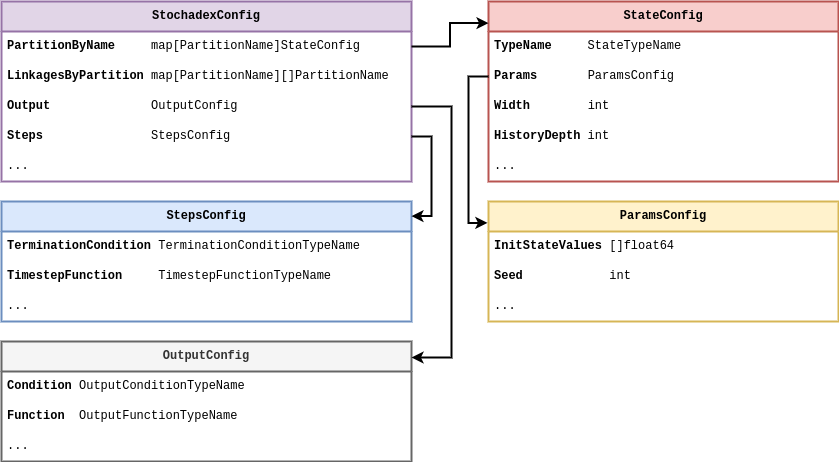 StochadexConfig
PartitionByName map[PartitionName]StateConfig
LinkagesByPartition map[PartitionName][]PartitionName
Output OutputConfig
Steps StepsConfig
...
StateConfig
TypeName StateTypeName
Params ParamsConfig
Width int
HistoryDepth int
...
StepsConfig
TerminationCondition TerminationConditionTypeName
TimestepFunction TimestepFunctionTypeName
...
ParamsConfig
InitStateValues []float64
Seed int
...
OutputConfig
Condition OutputConditionTypeName
Function OutputFunctionTypeName
...